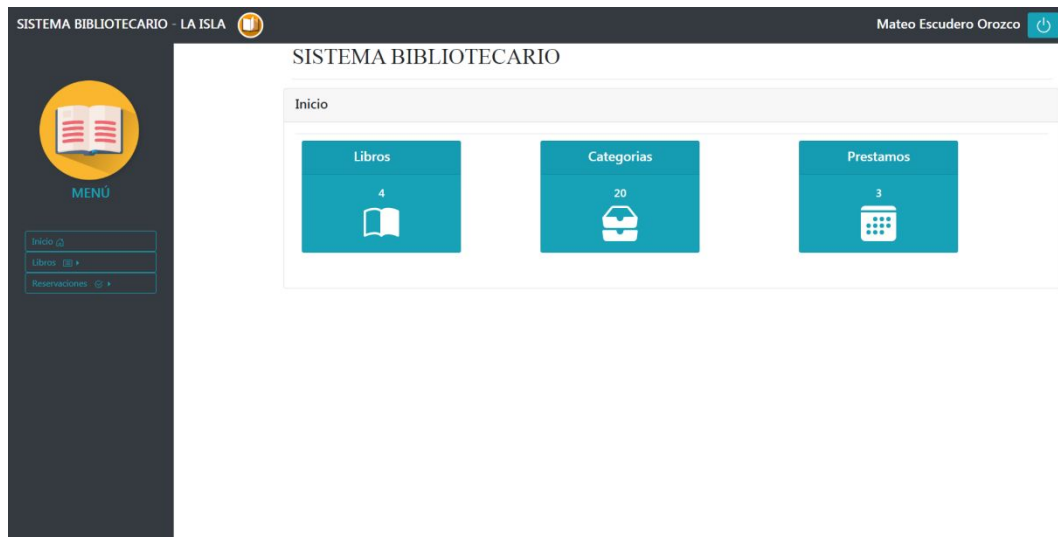 SISTEMA BIBLIOTECARIO - LA ISLA
Mateo Escudero Orozco
MENÚ
Inicio
Libros
Reservaciones
SISTEMA BIBLIOTECARIO
Inicio
Libros
4
Categorias
20
Prestamos
3